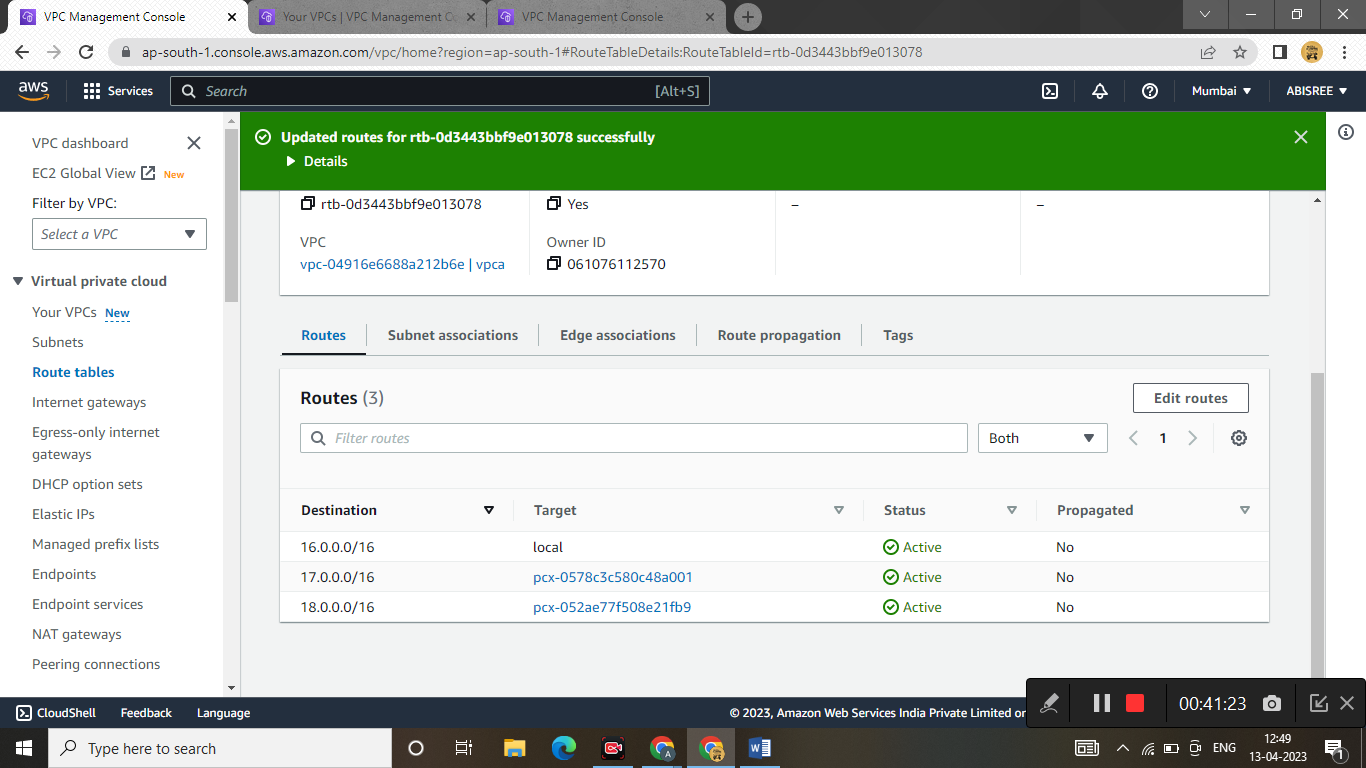 VPC Management Console
Your VPCs | VPC Management C
VPC Management Console
ap-south-1.console.aws.amazon.com/vpc/home?region=ap-south-1#RouteTableDetails:RouteTableId=rtb-0d3443bbf9e013078
aws
Services
Search
[Alt+S]
Mumbai
ABISREE
VPC dashboard
EC2 Global View New
Filter by VPC:
Select a VPC
Virtual private cloud
Your VPCs New
Subnets
Route tables
Internet gateways
Egress-only internet
gateways
DHCP option sets
Elastic IPs
Managed prefix lists
Endpoints
Endpoint services
NAT gateways
Peering connections
Updated routes for rtb-0d3443bbf9e013078 successfully
Details
rtb-0d3443bbf9e013078
Yes
–
–
VPC
Owner ID
vpc-04916e6688a212b6e | vpca
061076112570
Routes
Subnet associations
Edge associations
Route propagation
Tags
Routes (3)
Edit routes
Filter routes
Both
1
Destination Target Status Propagated
16.0.0.0/16 local Active No
17.0.0.0/16 pcx-0578c3c580c48a001 Active No
18.0.0.0/16 pcx-052ae77f508e21fb9 Active No
CloudShell
Feedback
Language
© 2023, Amazon Web Services India Private Limited or
00:41:23
Type here to search
A
ENG
12:49
13-04-2023
1